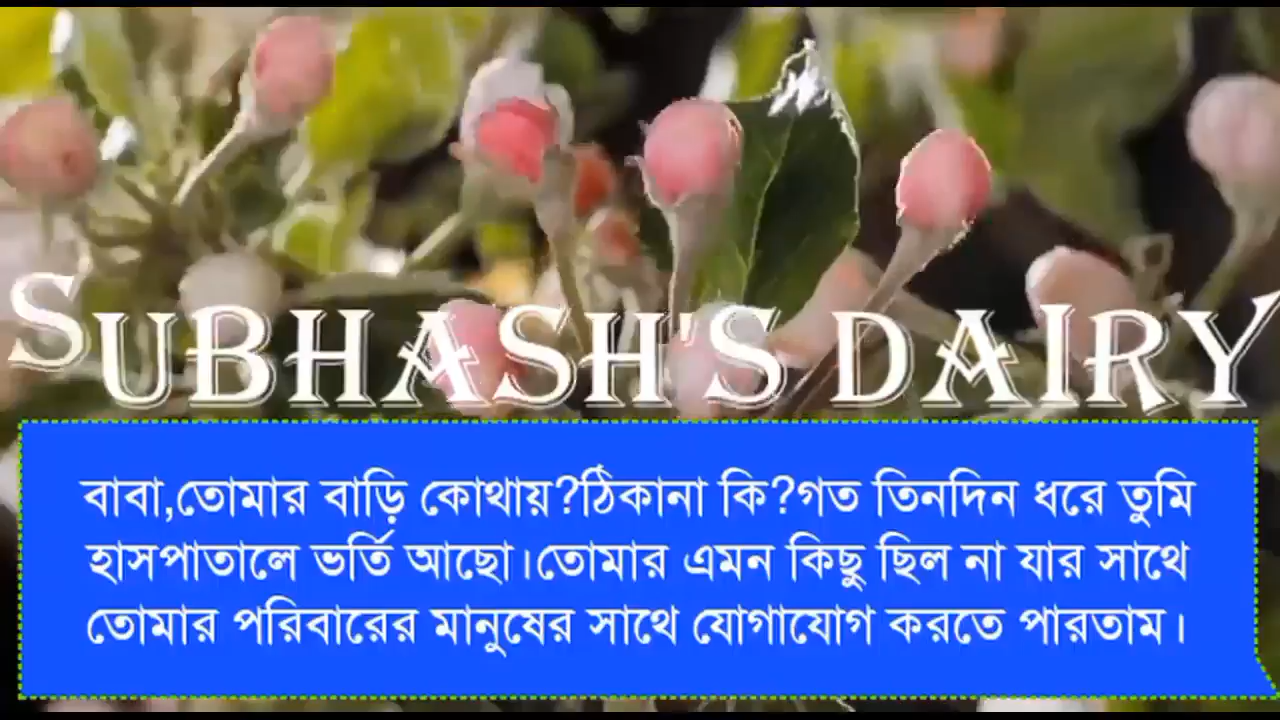 SUBHASH'S DAIRY
বাবা,তোমার বাড়ি কোথায়?ঠিকানা কি?গত তিনদিন ধরে তুমি
হাসপাতালে ভর্তি আছো।তোমার এমন কিছু ছিল না যার সাথে
তোমার পরিবারের মানুষের সাথে যোগাযোগ করতে পারতাম।